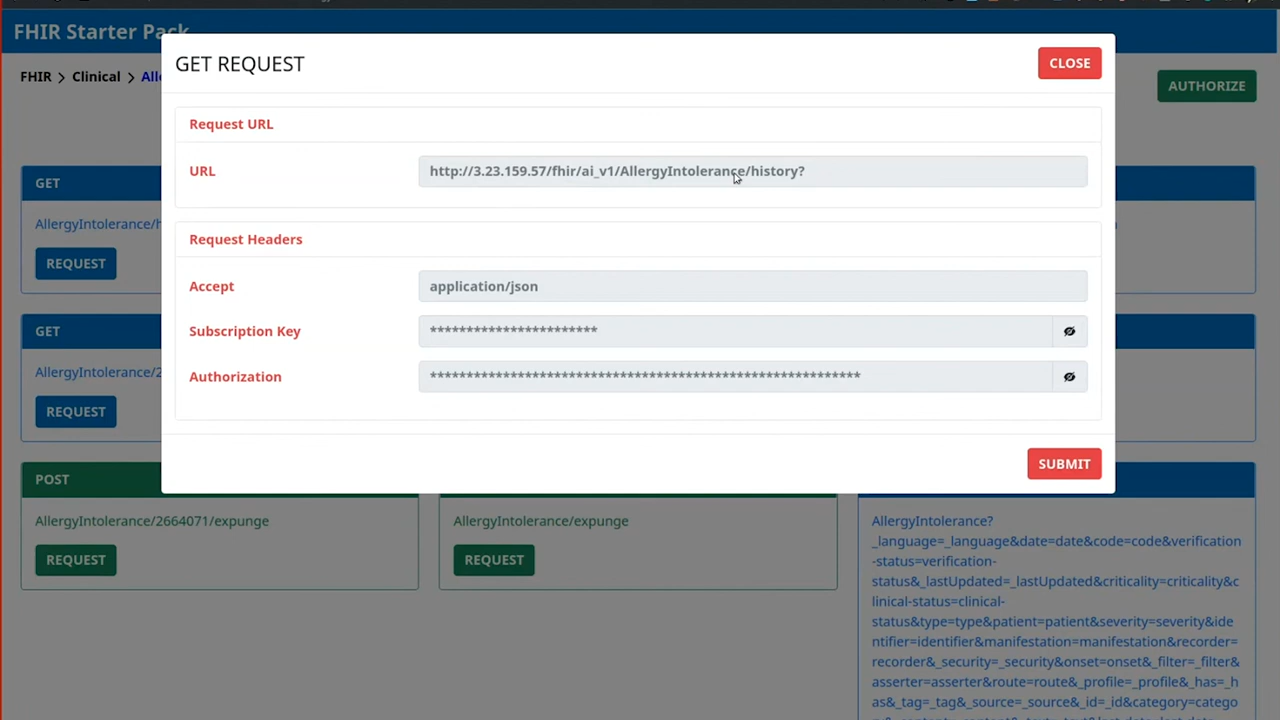 FHIR Starter Pack
FHIR > Clinical > All
AUTHORIZE
GET REQUEST
CLOSE
Request URL
URL
http://3.23.159.57/fhir/ai_v1/AllergyIntolerance/history?
Request Headers
Accept
application/json
Subscription Key
***********************
Authorization
***********************************************************
SUBMIT
GET
AllergyIntolerance/h
REQUEST
GET
AllergyIntolerance/2
REQUEST
POST
AllergyIntolerance/2664071/expunge
REQUEST
AllergyIntolerance/expunge
REQUEST
AllergyIntolerance?
_language=_language&date=date&code=code&verification
-status=verification-
status&_lastUpdated=_lastUpdated&criticality=criticality&c
linical-status=clinical-
status&type=type&patient=patient&severity=severity&ide
ntifier=identifier&manifestation=manifestation&recorder=
recorder&_security=_security&onset=onset&_filter=_filter&
asserter=asserter&route=route&_profile=_profile&_has=_h
as&_tag=_tag&_source=_source&_id=_id&category=catego